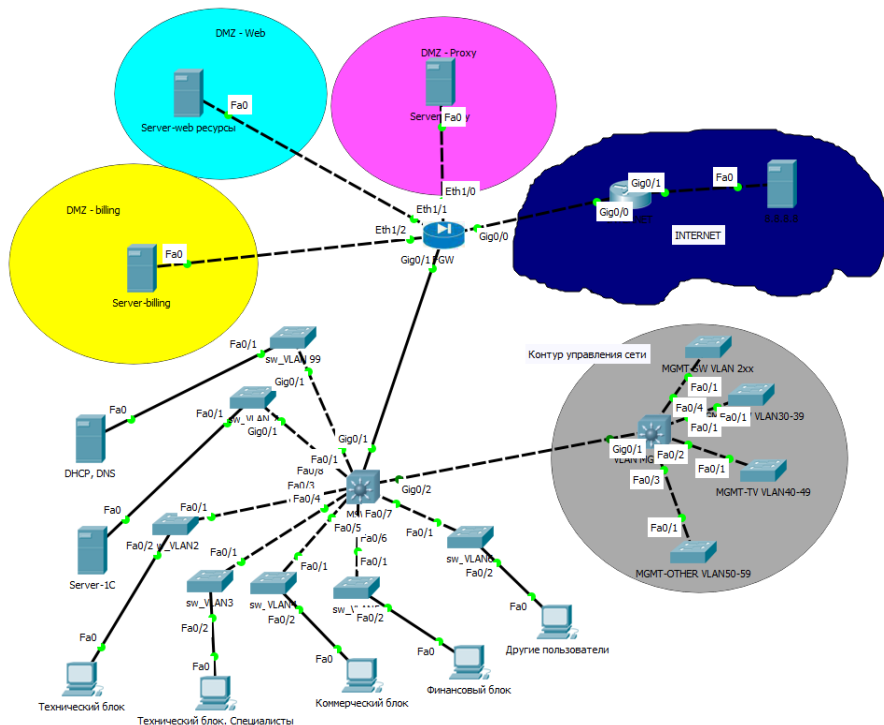 DMZ - Web
Fa0
Server-web ресурсы
DMZ - Proxy
Fa0
Eth1/0
Eth1/1
Eth1/2
Gig0/0
Gig0/1
Gig0/0
Gig0/1
Fa0
INTERNET
DMZ - billing
Fa0
Server-billing
Fa0/1
sw_VLAN 99
Gig0/1
Fa0
DHCP, DNS
Fa0/1
Gig0/1
Fa0
Server-1C
Контур управления сети
MGMT-SW VLAN 2xx
Fa0/1
Fa0/4
Fa0/1
VLAN30-39
Fa0/1
Gig0/1
Fa0/2
Fa0/1
MGMT-TV VLAN40-49
Fa0/3
Fa0/1
MGMT-OTHER VLAN50-59
Gig0/1
Gig0/2
Fa0/1
Fa0/8
Fa0/3
Fa0/4
Fa0/5
Fa0/6
Fa0/7
Fa0/1
Fa0/2
Fa0
Технический блок
Fa0/1
sw_VLAN3
Fa0/2
Fa0
Технический блок. Специалисты
Fa0/1
Fa0/2
Fa0
Коммерческий блок
Fa0/1
Fa0/2
Fa0
Финансовый блок
Fa0/1
Fa0/2
Fa0
Другие пользователи